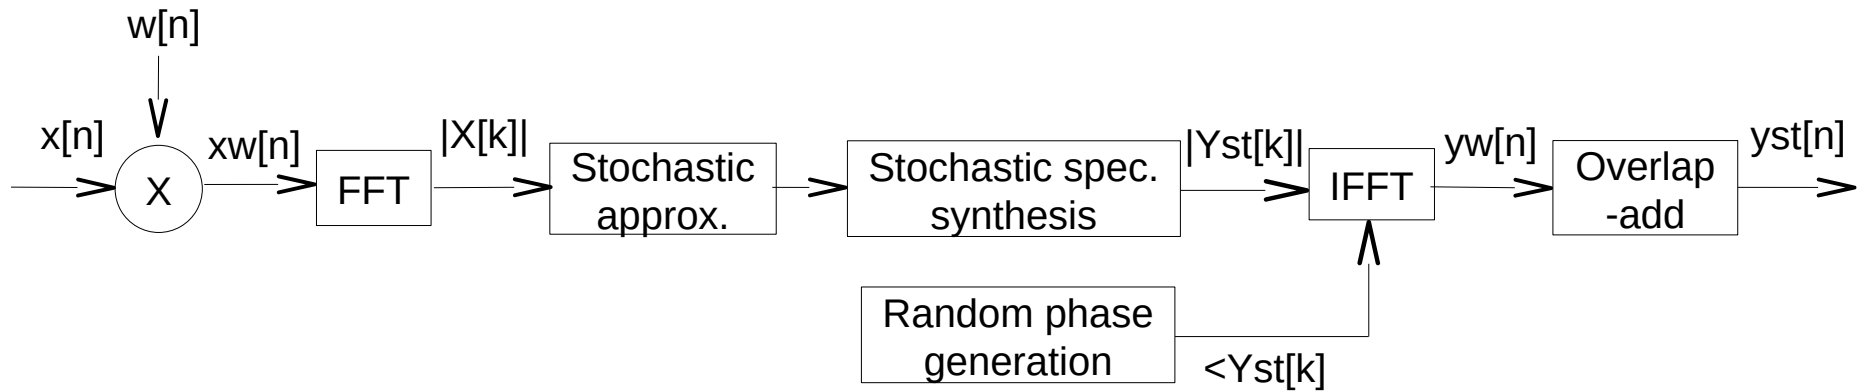 w[n]
x[n]
X
xw[n]
FFT
|X[k]|
Stochastic
approx.
Stochastic spec.
synthesis
|Yst[k]|
IFFT
yw[n]
Overlap
-add
yst[n]
Random phase
generation
<Yst[k]